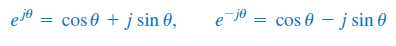 e^{jθ} = cos θ + j sin θ, e^{−jθ} = cos θ − j sin θ